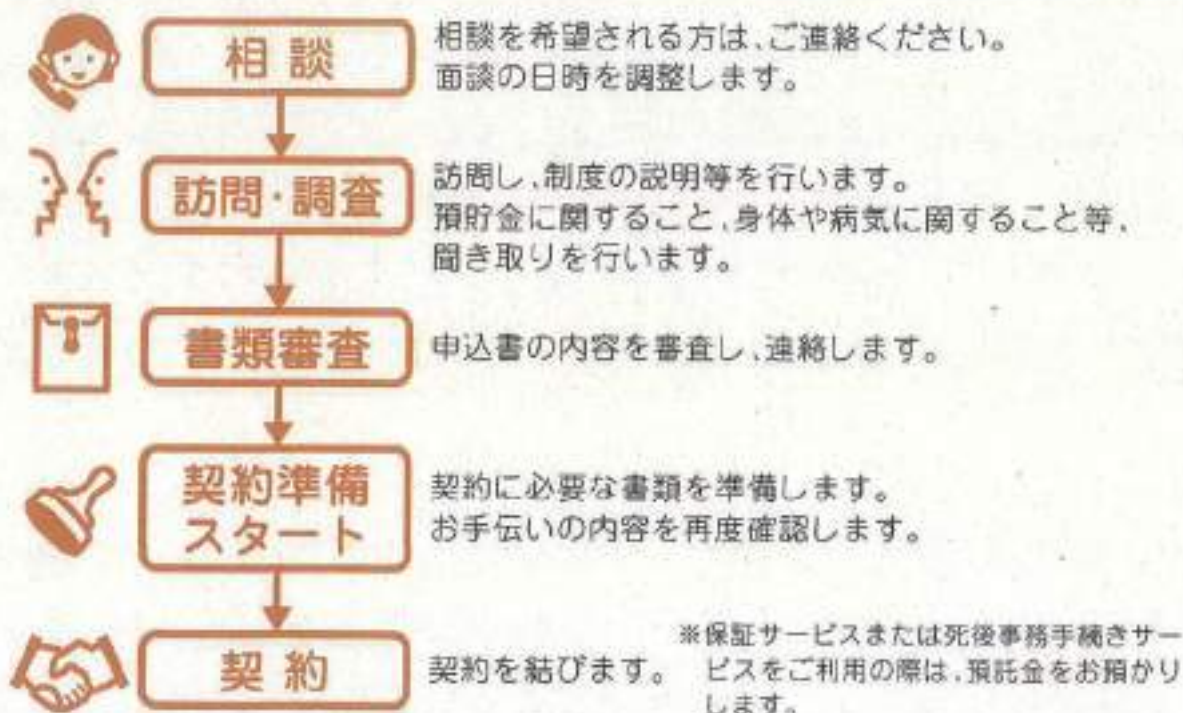 相談
相談を希望される方は、ご連絡ください。
面談の日時を調整します。
訪問・調査
訪問し、制度の説明等を行います。
預貯金に関すること、身体や病気に関すること等、
聞き取りを行います。
書類審査
申込書の内容を審査し、連絡します。
契約準備
スタート
契約に必要な書類を準備します。
お手伝いの内容を再度確認します。
契約
契約を結びます。
※保証サービスまたは死後事務手続きサー
ビスをご利用の際は、預託金をお預かり
します。